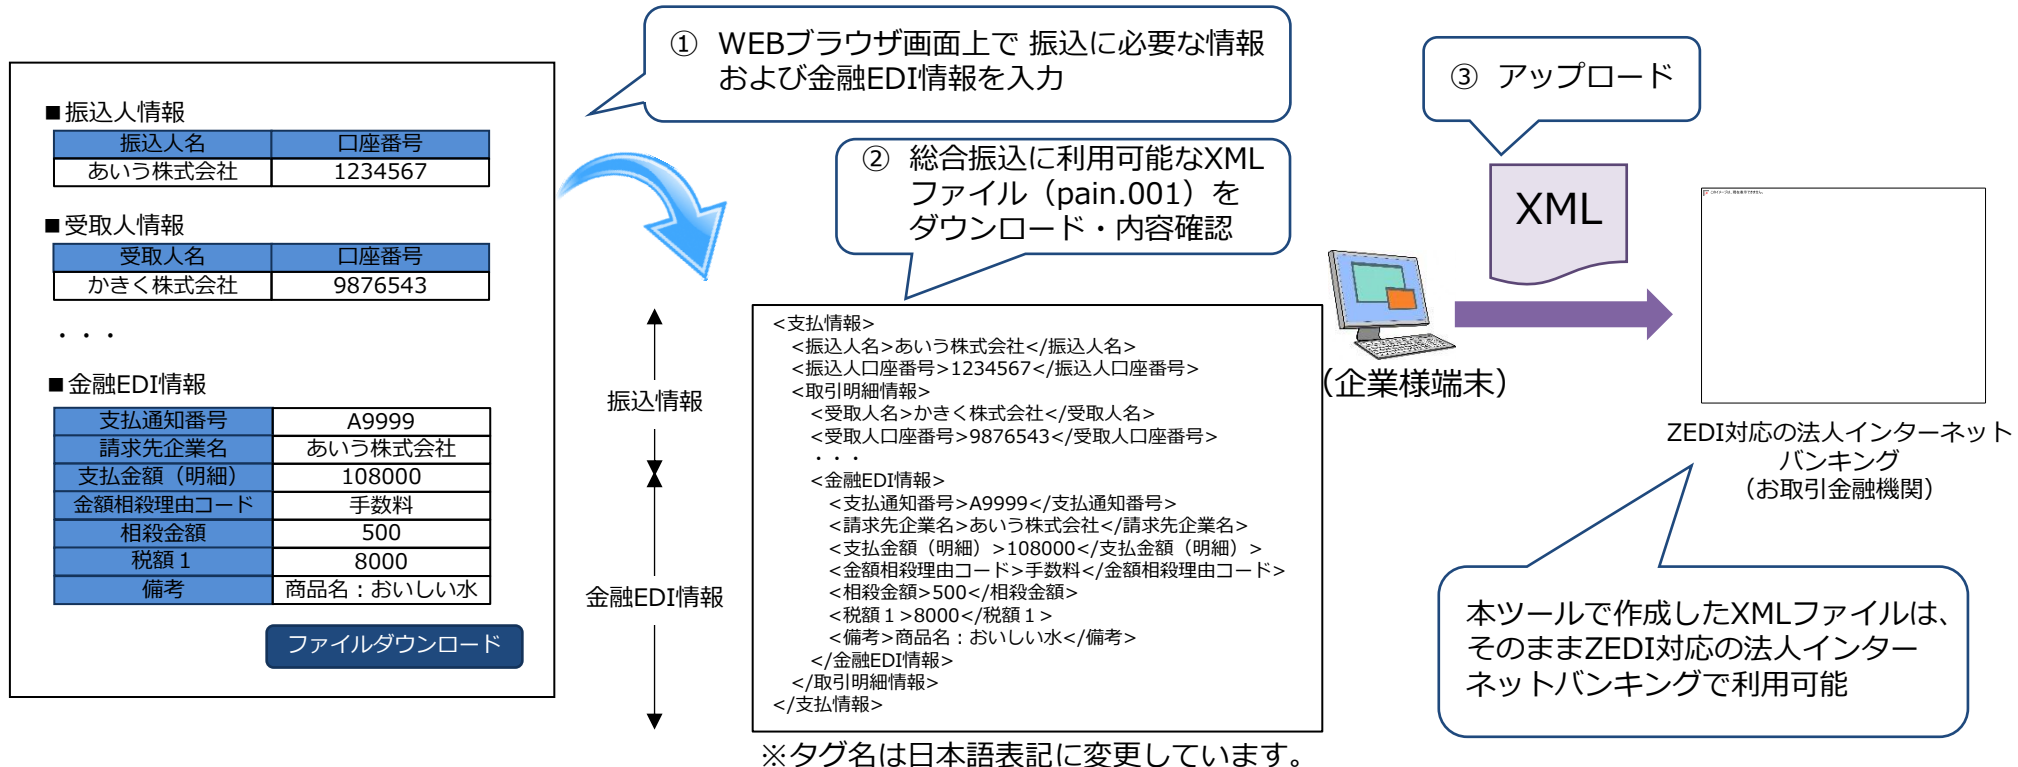 ① WEBブラウザ画面上で 振込に必要な情報
および金融EDI情報を入力
③ アップロード
■振込人情報
振込人名 口座番号
あいう株式会社 1234567
② 総合振込に利用可能なXML
ファイル（pain.001）を
ダウンロード・内容確認
XML
■受取人情報
受取人名 口座番号
かきく株式会社 9876543
・・・
■金融EDI情報
支払通知番号 A9999
請求先企業名 あいう株式会社
支払金額（明細） 108000
金額相殺理由コード 手数料
相殺金額 500
税額１ 8000
備考 商品名：おいしい水
ファイルダウンロード
振込情報
金融EDI情報
<支払情報>
<振込人名>あいう株式会社</振込人名>
<振込人口座番号>1234567</振込人口座番号>
<取引明細情報>
<受取人名>かきく株式会社</受取人名>
<受取人口座番号>9876543</受取人口座番号>
・・・
<金融EDI情報>
<支払通知番号>A9999</支払通知番号>
<請求先企業名>あいう株式会社</請求先企業名>
<支払金額（明細）>108000</支払金額（明細）>
<金額相殺理由コード>手数料</金額相殺理由コード>
<相殺金額>500</相殺金額>
<税額１>8000</税額１>
<備考>商品名：おいしい水</備考>
</金融EDI情報>
</取引明細情報>
</支払情報>
※タグ名は日本語表記に変更しています。
（企業様端末）
このイメージは、現在表示できません。
ZEDI対応の法人インターネット
バンキング
（お取引金融機関）
本ツールで作成したXMLファイルは、
そのままZEDI対応の法人インター
ネットバンキングで利用可能